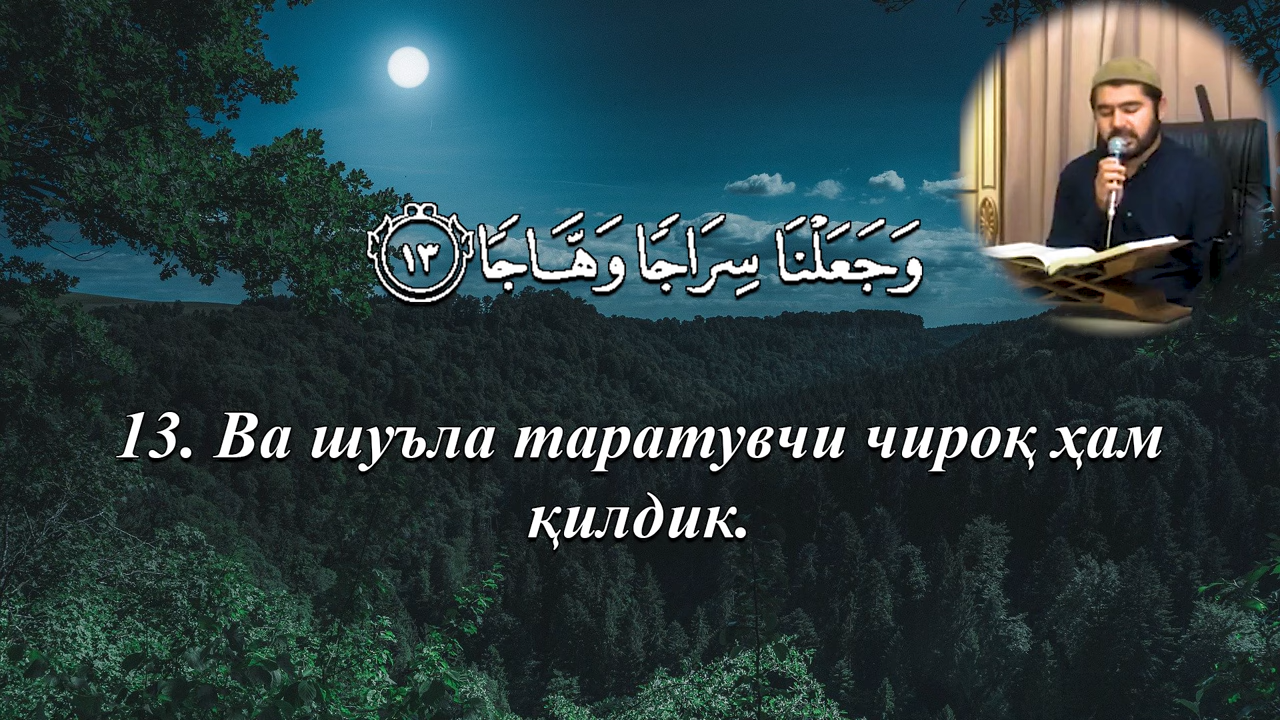 وَجَعَلْنَا سِرَاجًا وَهَّاجًا ١٣
13. Ва шуъла таратувчи чироқ ҳам
қилдик.